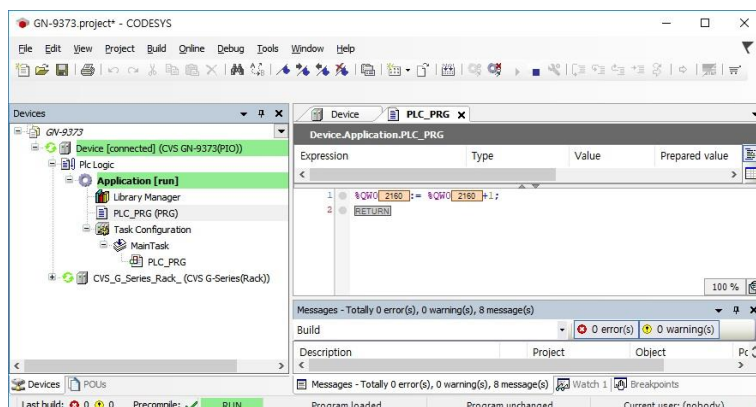 GN-9373.project* - CODESYS
File Edit View Project Build Online Debug Tools Window Help
Devices
GN-9373
Device [connected] (CVS GN-9373(PIO))
Plc Logic
Application [run]
Library Manager
PLC_PRG (PRG)
Task Configuration
MainTask
PLC_PRG
CVS_G_Series_Rack_ (CVS G-Series(Rack))
Devices POUs
Device PLC_PRG
Device.Application.PLC_PRG
Expression Type Value Prepared value
1 %QW0 2160 := %QW0 2160 +1;
2 RETURN
100 %
Messages - Totally 0 error(s), 0 warning(s), 8 message(s)
Build 0 error(s) 0 warning(s)
Description Project Object
Messages - Totally 0 error(s), 0 warning(s), 8 message(s) Watch 1 Breakpoints
Last build: 0 0 Precompile: RUN Program loaded Program unchanged Current user: (nobody)